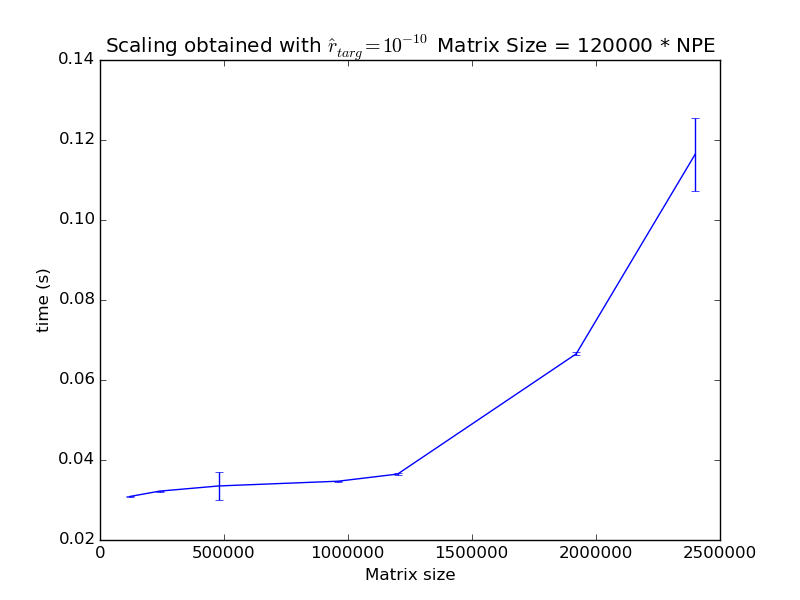 Scaling obtained with $\hat{r}_{targ} = 10^{-10}$ Matrix Size = 120000 * NPE
0.14
0.12
0.10
0.08
0.06
0.04
0.02
time (s)
0 500000 1000000 1500000 2000000 2500000
Matrix size